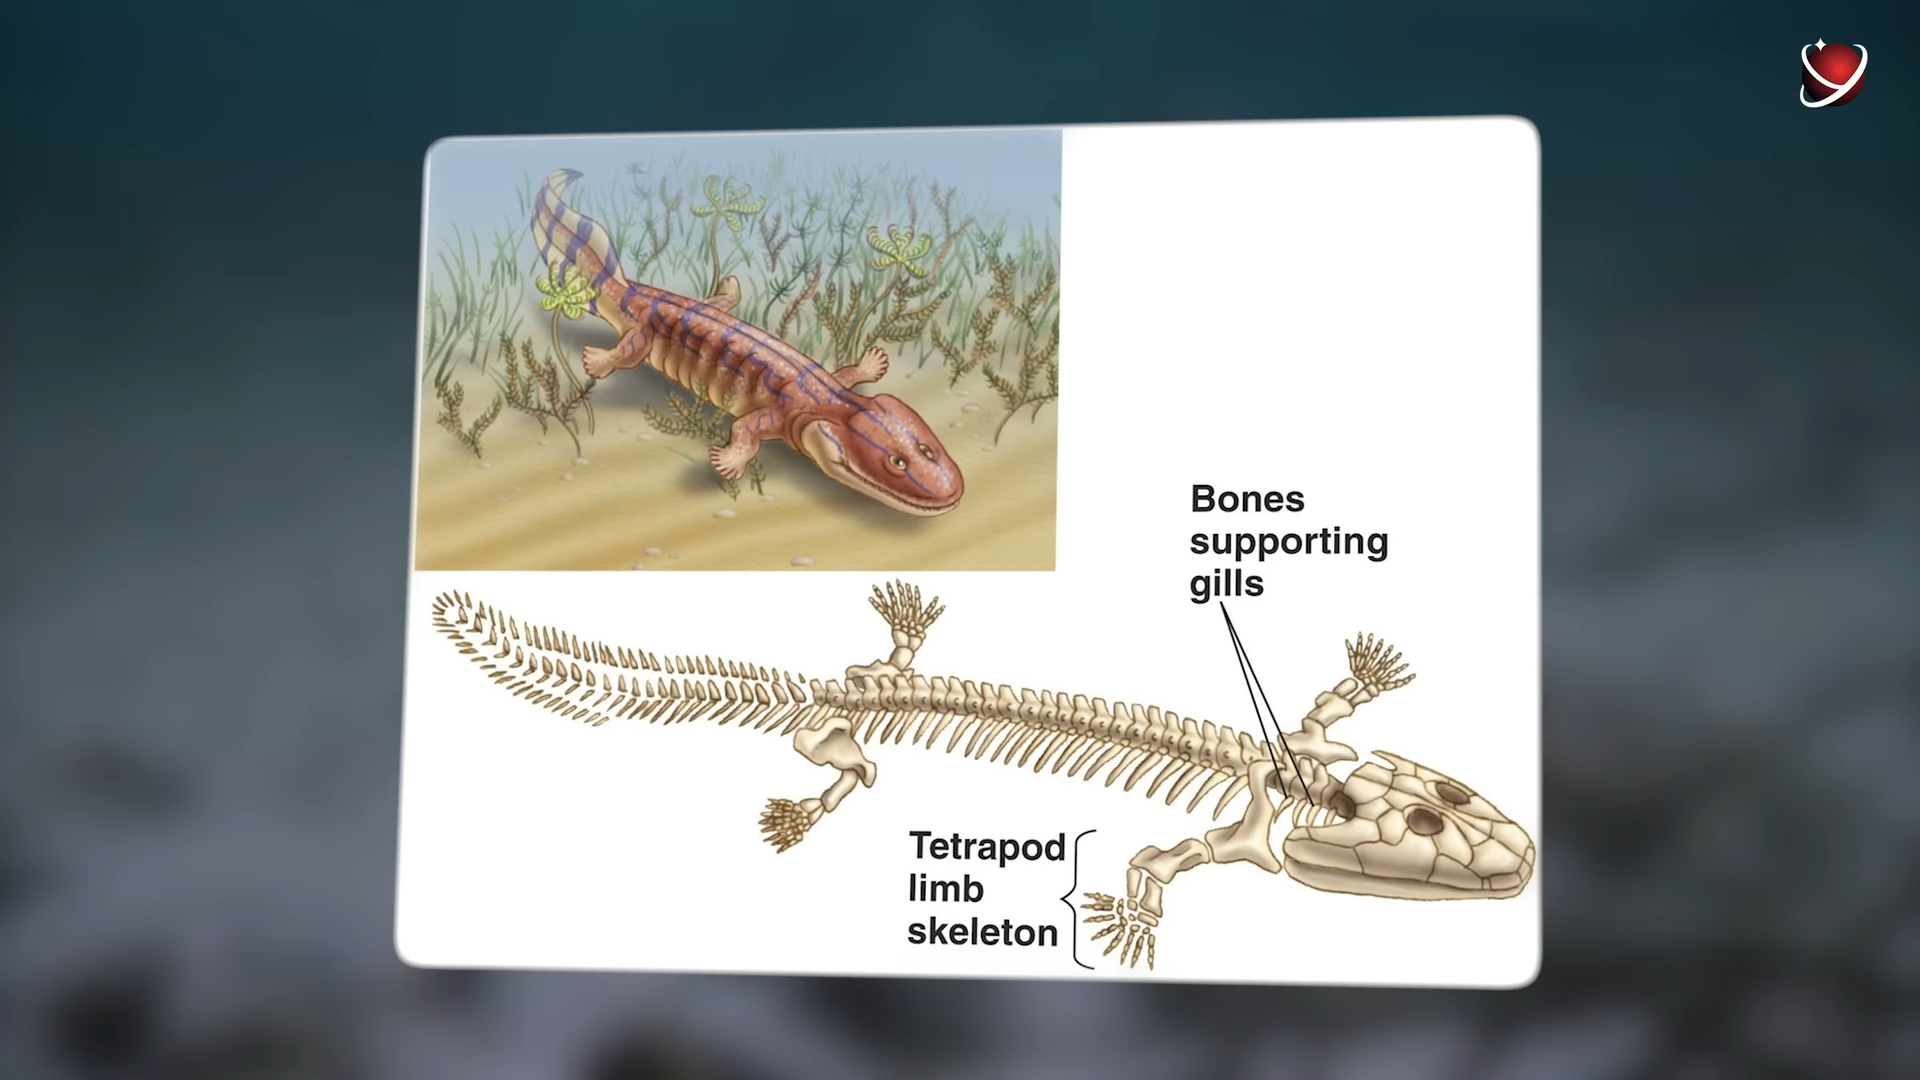 Bones
supporting
gills
Tetrapod
limb
skeleton